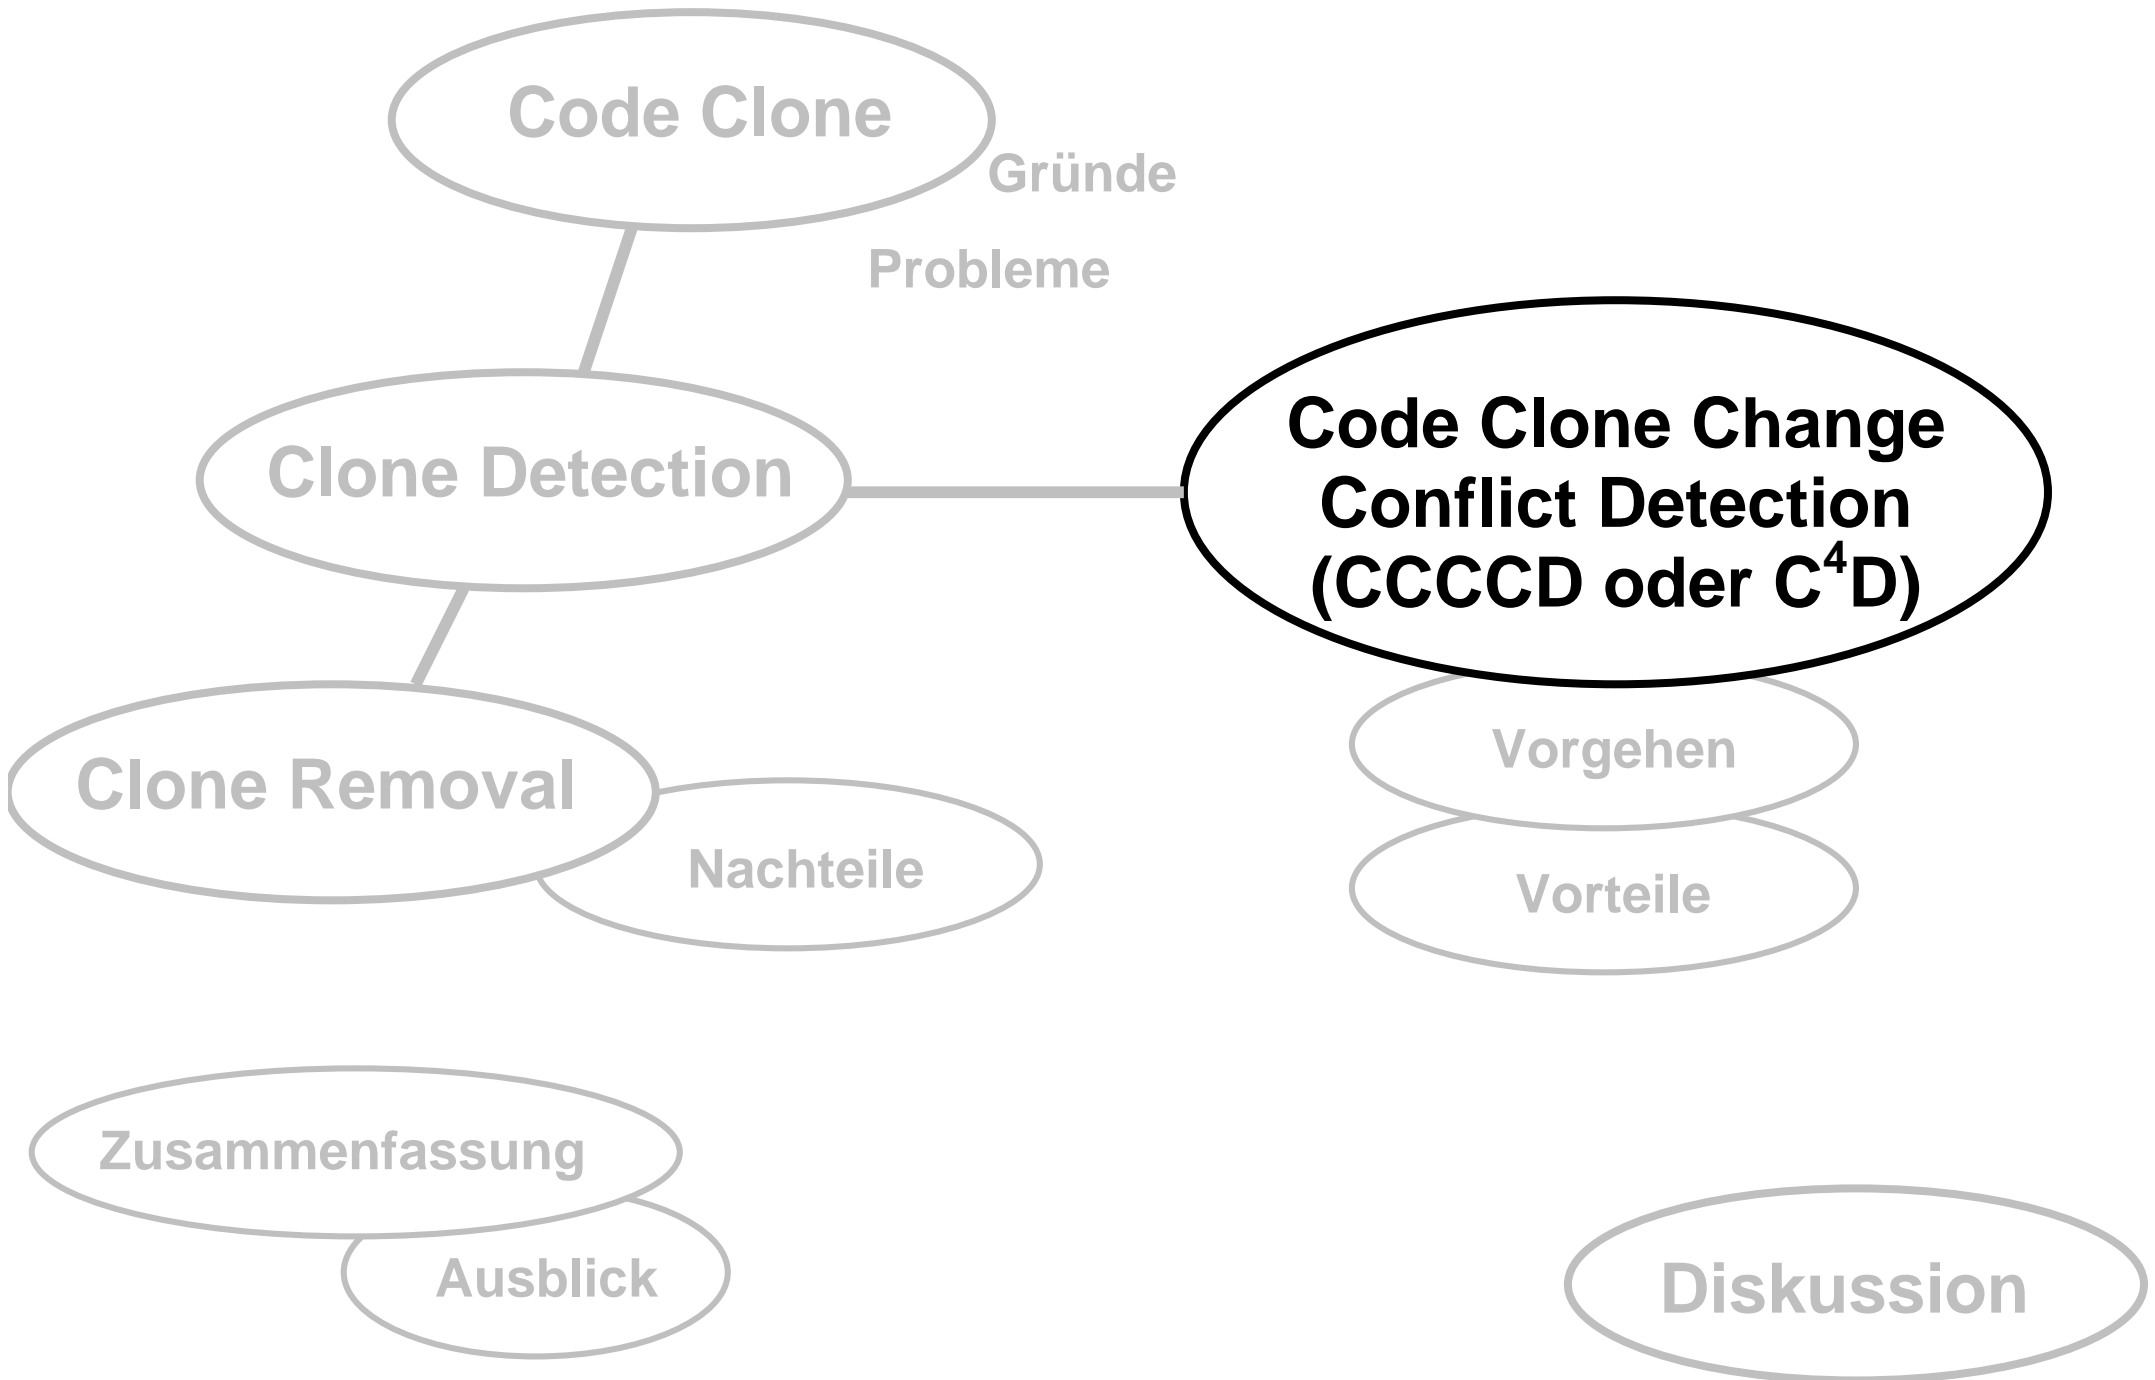 Code Clone
Gründe
Probleme
Clone Detection
Code Clone Change
Conflict Detection
(CCCCD oder C⁴D)
Clone Removal
Nachteile
Vorgehen
Vorteile
Zusammenfassung
Ausblick
Diskussion